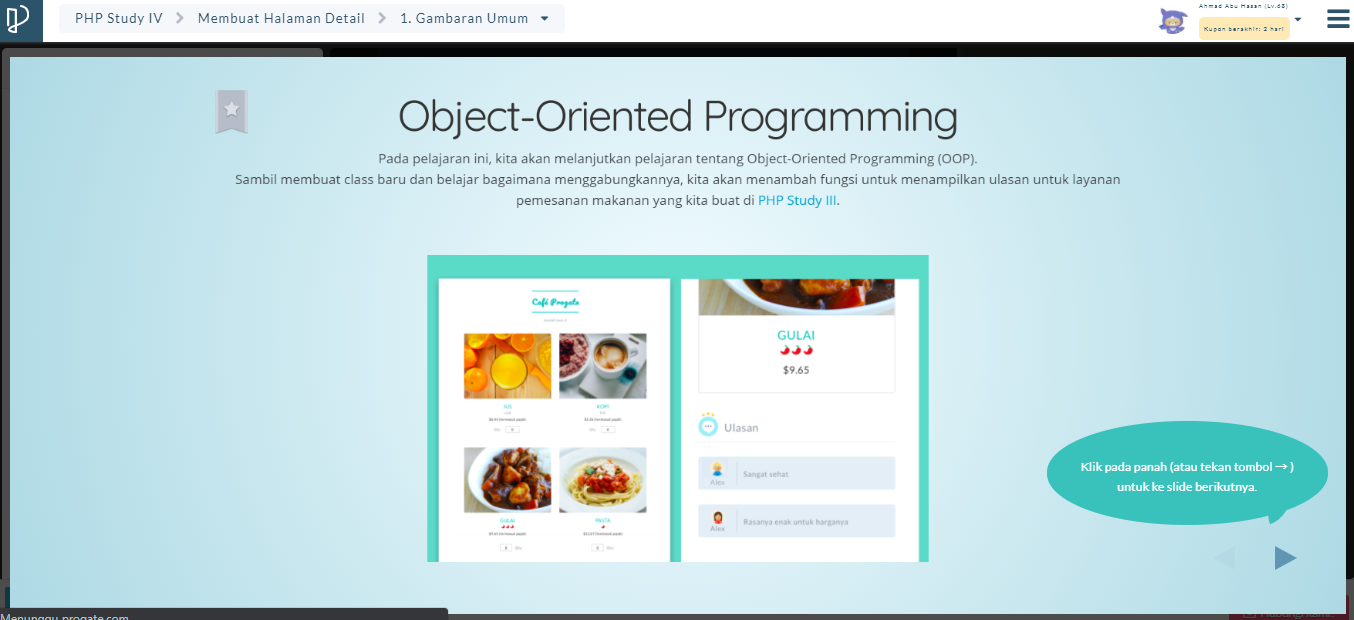 PHP Study IV
Membuat Halaman Detail
1. Gambaran Umum
Ahmad Abu Hasan (Lv.68)
Kupon berakhir: 2 hari
Object-Oriented Programming
Pada pelajaran ini, kita akan melanjutkan pelajaran tentang Object-Oriented Programming (OOP).
Sambil membuat class baru dan belajar bagaimana menggabungkannya, kita akan menambah fungsi untuk menampilkan ulasan untuk layanan
pemesanan makanan yang kita buat di PHP Study III.
Café Progate
JUS
KOPI
GULAI
PASTA
GULAI
$9.65
Ulasan
Alex
Sangat sehat
Alex
Rasanya enak untuk harganya
Klik pada panah (atau tekan tombol → )
untuk ke slide berikutnya.
Menunggu progate.com